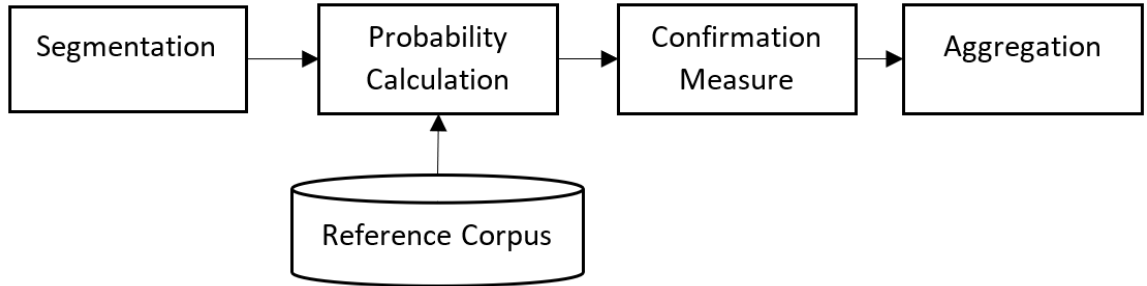 Segmentation
Probability
Calculation
Confirmation
Measure
Aggregation
Reference Corpus